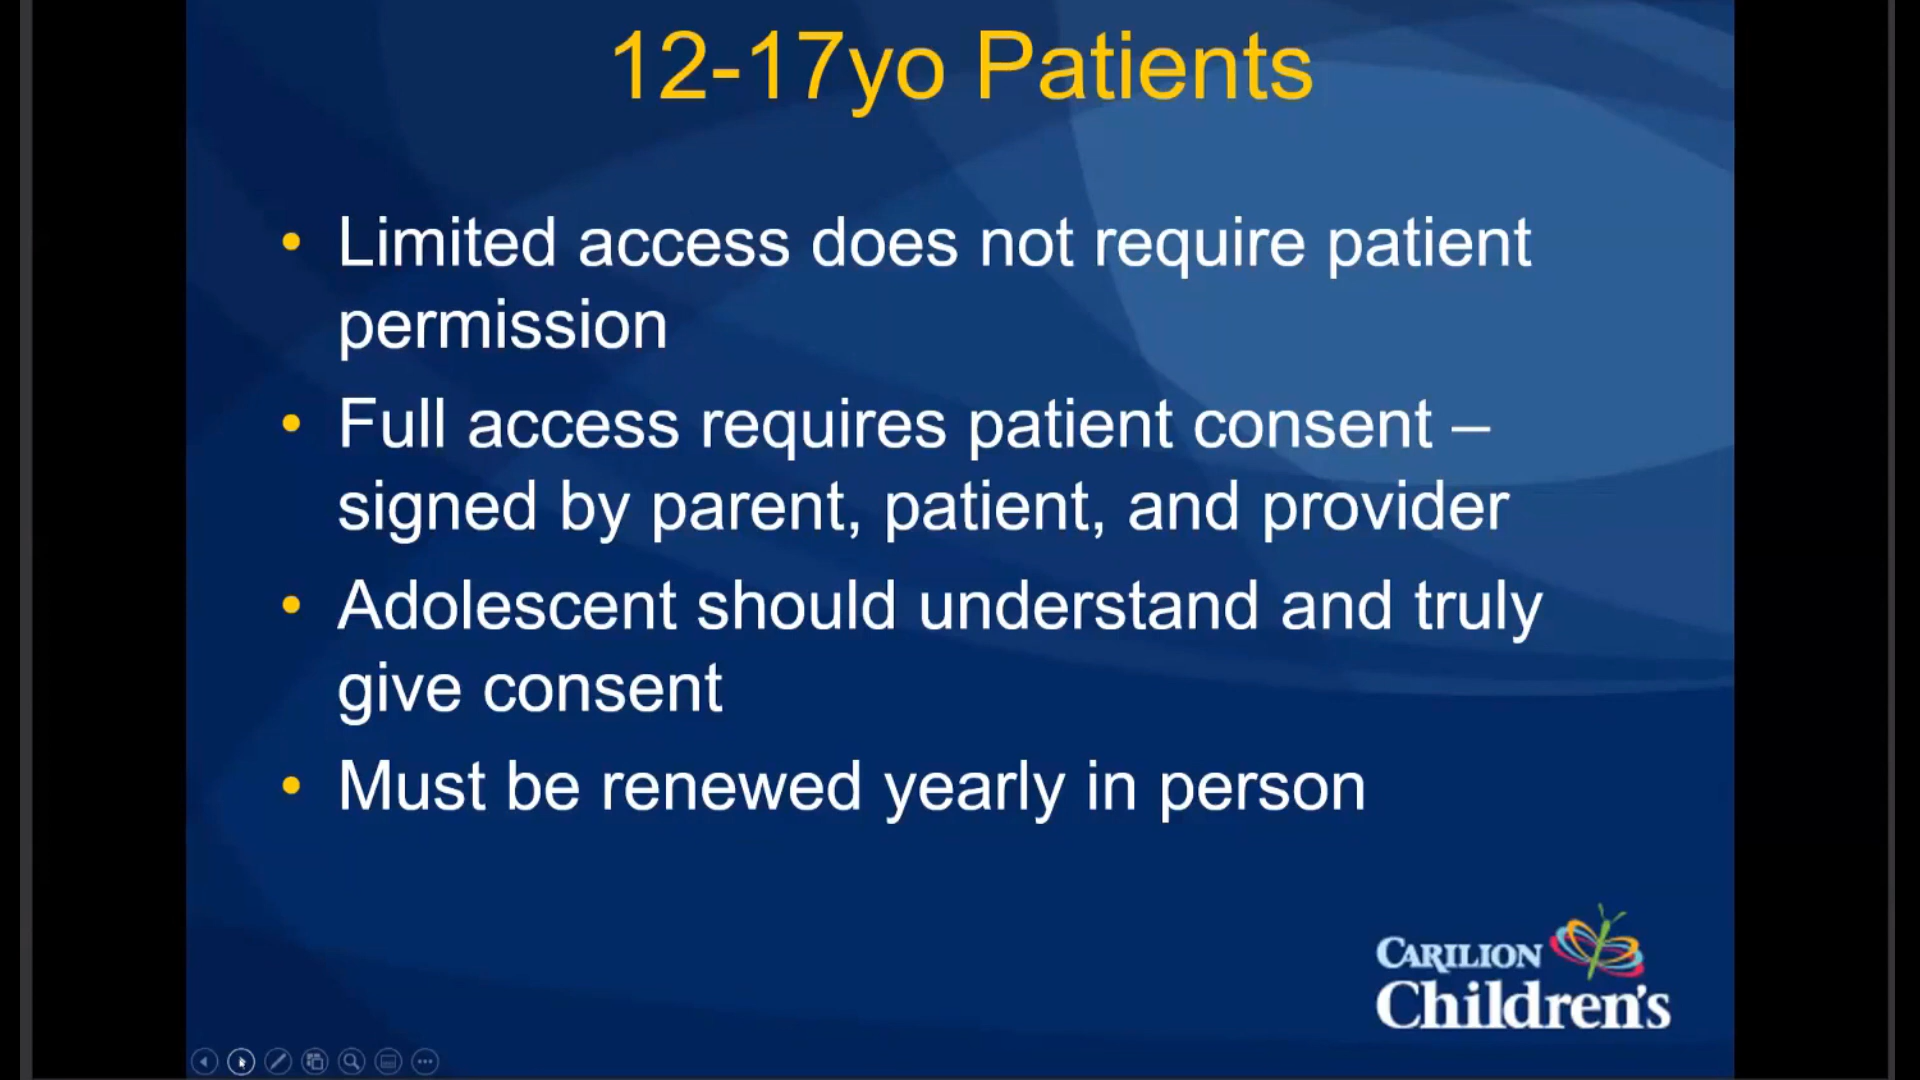 12-17yo Patients
• Limited access does not require patient
permission
• Full access requires patient consent –
signed by parent, patient, and provider
• Adolescent should understand and truly
give consent
• Must be renewed yearly in person
CARILION
Children's